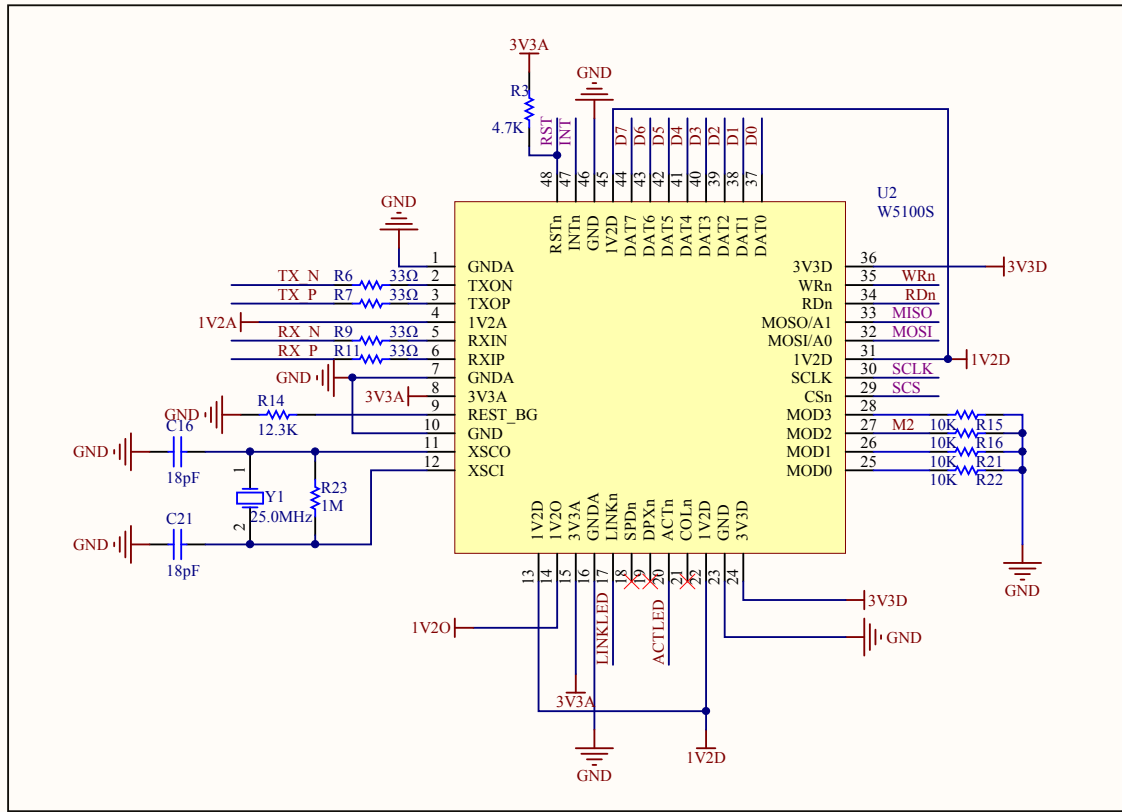 3V3A
R3
4.7K
GND
RST
INT
D7
D6
D5
D4
D3
D2
D1
D0
48
47
46
45
44
43
42
41
40
39
38
37
U2
W5100S
RSTn
INTn
GND
1V2D
DAT7
DAT6
DAT5
DAT4
DAT3
DAT2
DAT1
DAT0
GND
1 GNDA
TX_N R6 33Ω 2 TXON
TX_P R7 33Ω 3 TXOP
1V2A 4 1V2A
RX_N R9 33Ω 5 RXIN
RX_P R11 33Ω 6 RXIP
GND 7 GNDA
3V3A 8 3V3A
GND R14 12.3K 9 REST_BG
10 GND
11 XSCO
12 XSCI
3V3D 36 3V3D
WRn 35 WRn
RDn 34 RDn
MOSO/A1 33 MISO
MOSI/A0 32 MOSI
1V2D 31 1V2D
SCLK 30 SCLK
CSn 29 SCS
MOD3 28
MOD2 27 M2 10K R15
MOD1 26 10K R16
MOD0 25 10K R21
10K R22
GND
GND C16
18pF
1
Y1
25.0MHz
2
R23
1M
GND C21
18pF
1V2D
1V2O
3V3A
GNDA
LINKn
SPDn
DPXn
ACTn
COLn
1V2D
GND
3V3D
13
14
15
16
17
18
19
20
21
22
23
24
1V2O
LINKLED
ACTLED
3V3D
GND
3V3A
GND
1V2D